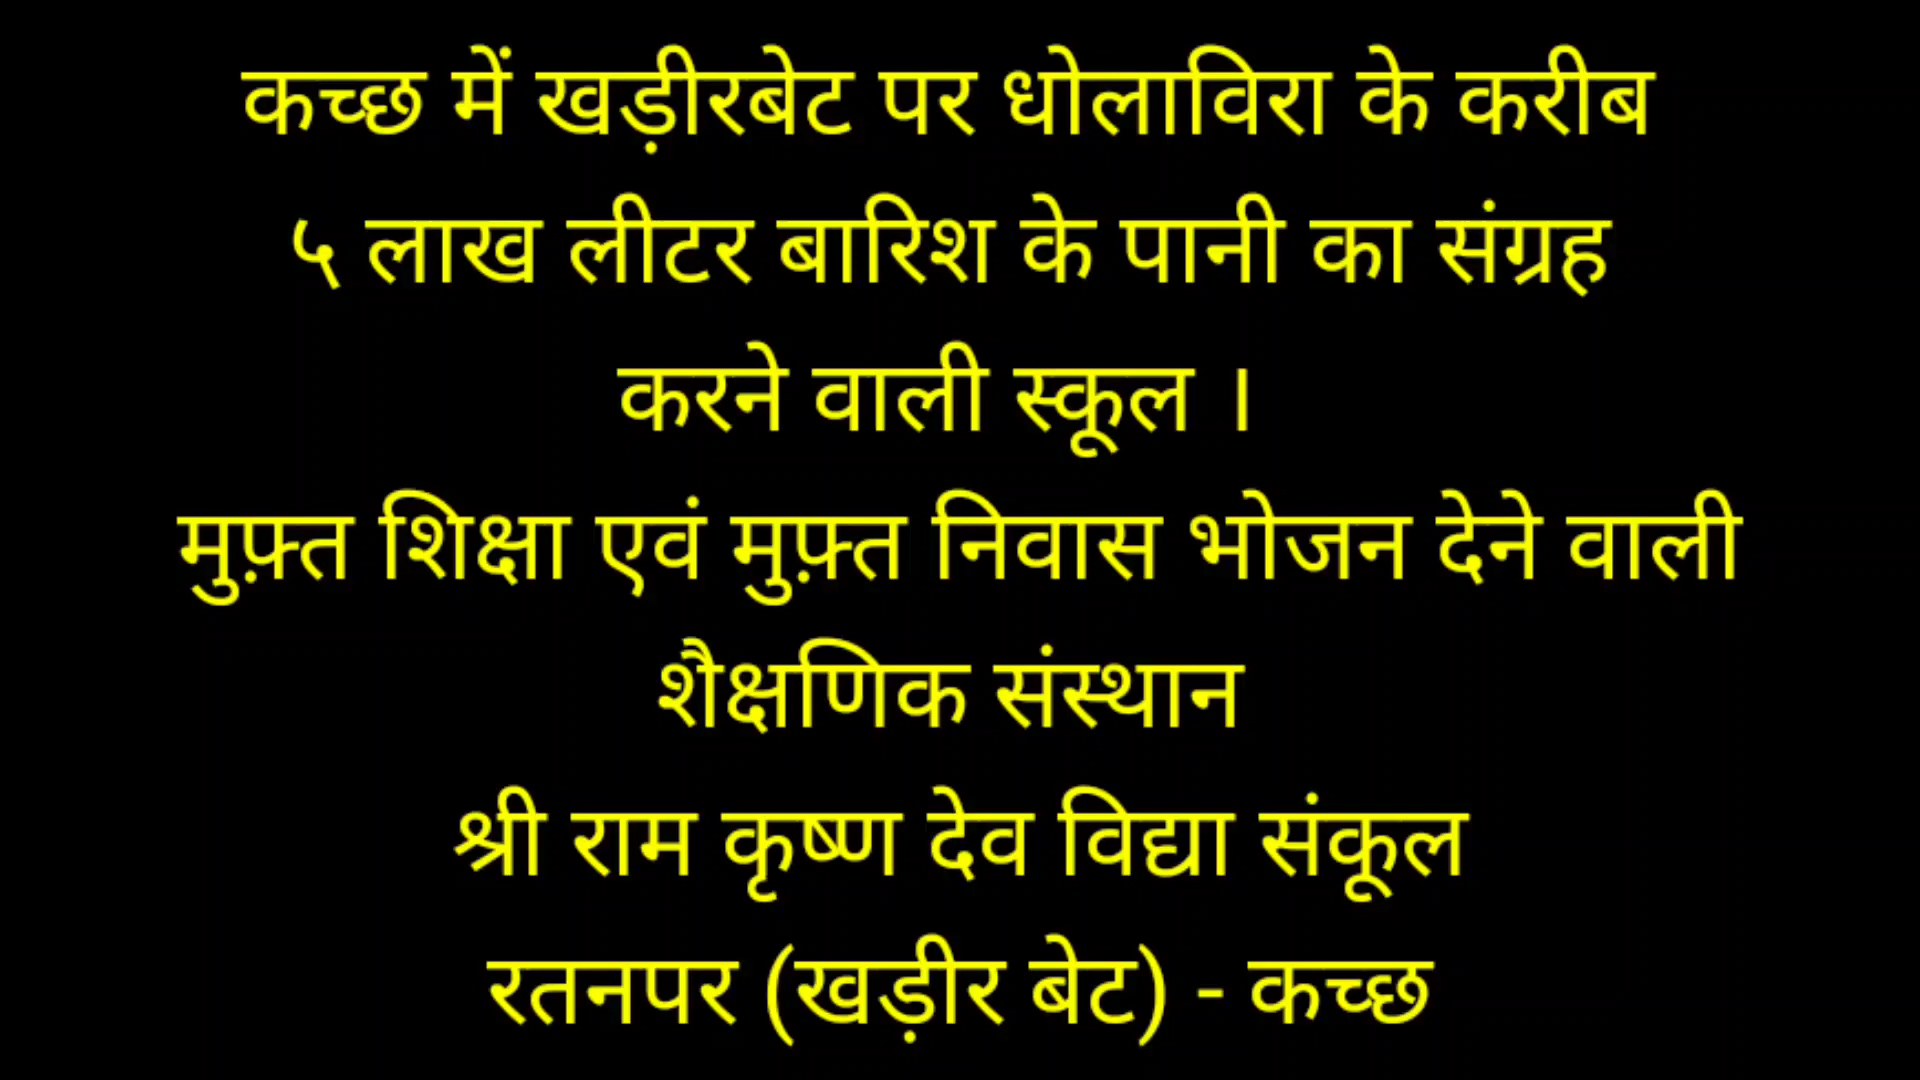 कच्छ में खड़ीरबेट पर धोलाविरा के करीब
५ लाख लीटर बारिश के पानी का संग्रह
करने वाली स्कूल ।
मुफ़्त शिक्षा एवं मुफ़्त निवास भोजन देने वाली
शैक्षणिक संस्थान
श्री राम कृष्ण देव विद्या संकूल
रतनपर (खड़ीर बेट) - कच्छ